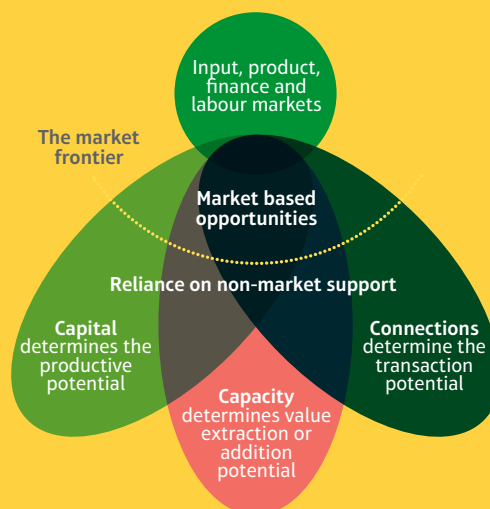 Input, product,
finance and
labour markets
The market
frontier
Market based
opportunities
Reliance on non-market support
Capital
determines the
productive
potential
Connections
determine the
transaction
potential
Capacity
determines value
extraction or
addition
potential